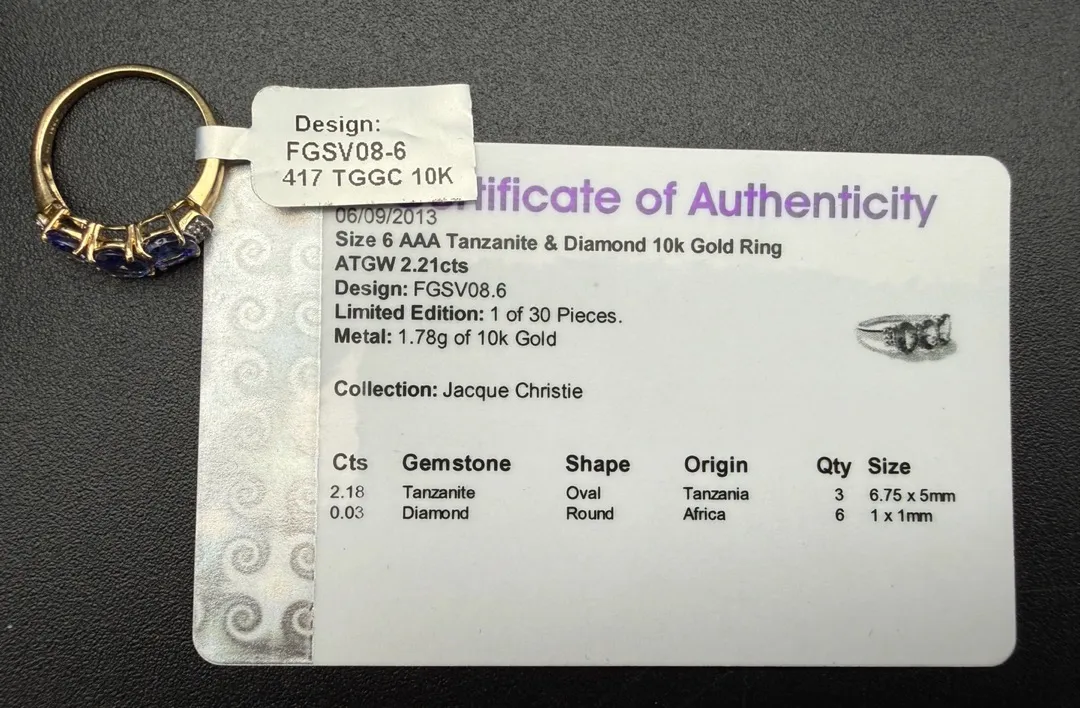 Design:
FGSV08-6
417 TGGC 10K
tificate of Authenticity
06/09/2013
Size 6 AAA Tanzanite & Diamond 10k Gold Ring
ATGW 2.21cts
Design: FGSV08.6
Limited Edition: 1 of 30 Pieces.
Metal: 1.78g of 10k Gold
Collection: Jacque Christie
Cts Gemstone Shape Origin Qty Size
2.18 Tanzanite Oval Tanzania 3 6.75 x 5mm
0.03 Diamond Round Africa 6 1 x 1mm